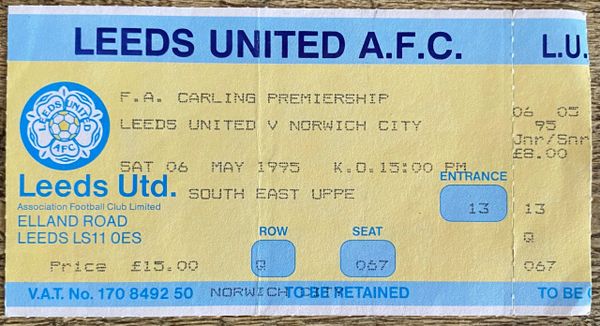 LEEDS UNITED A.F.C.
L.U.
F.A. CARLING PREMIERSHIP
LEEDS UNITED V NORWICH CITY
SAT 06 MAY 1995 K.O.15:00 PM
SOUTH EAST UPPE
LEEDS UNITED
AFC
Leeds Utd.
Association Football Club Limited
ELLAND ROAD
LEEDS LS11 0ES
ENTRANCE
13
ROW
Q
SEAT
067
Price £15.00
V.A.T. No. 170 8492 50
NORWICH CITY
TO BE RETAINED
06 05
95
Jnr/Snr
£8.00
13
Q
067
TO BE